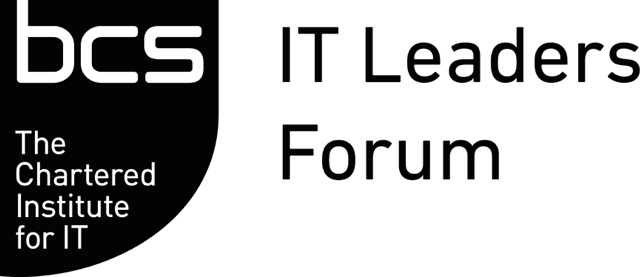 bcs
The
Chartered
Institute
for IT
IT Leaders
Forum